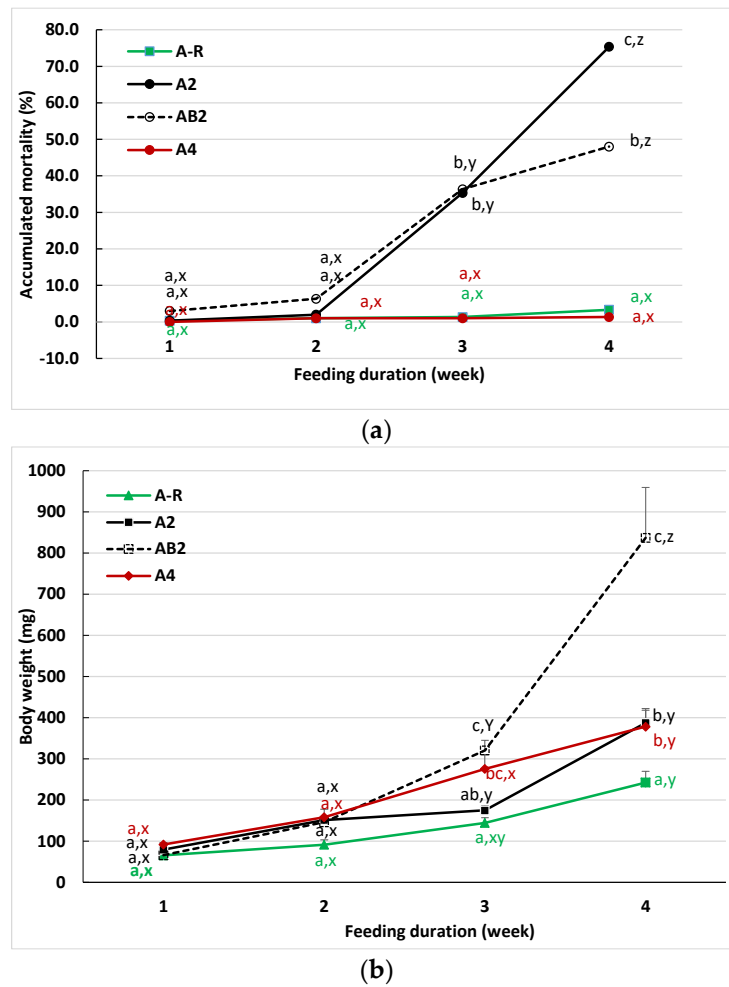 80.0
70.0
60.0
50.0
40.0
30.0
20.0
10.0
0.0
-10.0
Accumulated mortality (%)
A-R
A2
AB2
A4
c,z
b,z
b,y
b,y
a,x
a,x
a,x
a,x
a,x
a,x
a,x
a,x
a,x
a,x
a,x
a,x
1
2
3
4
Feeding duration (week)
(a)
1000
900
800
700
600
500
400
300
200
100
0
Body weight (mg)
A-R
A2
AB2
A4
c,z
c,Y
b,y
b,y
bc,x
a,y
ab,y
a,xy
a,x
a,x
a,x
a,x
a,x
a,x
a,x
a,x
1
2
3
4
Feeding duration (week)
(b)